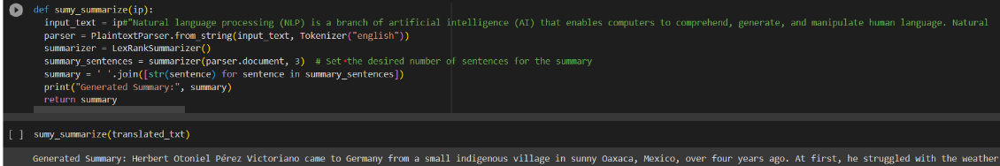 def sumy_summarize(ip):
input_text = ip#"Natural language processing (NLP) is a branch of artificial intelligence (AI) that enables computers to comprehend, generate, and manipulate human language. Natural
parser = PlaintextParser.from_string(input_text, Tokenizer("english"))
summarizer = LexRankSummarizer()
summary_sentences = summarizer(parser.document, 3)  # Set the desired number of sentences for the summary
summary = ' '.join([str(sentence) for sentence in summary_sentences])
print("Generated Summary:", summary)
return summary
[ ] sumy_summarize(translated_txt)
Generated Summary: Herbert Otoniel Pérez Victoriano came to Germany from a small indigenous village in sunny Oaxaca, Mexico, over four years ago. At first, he struggled with the weather